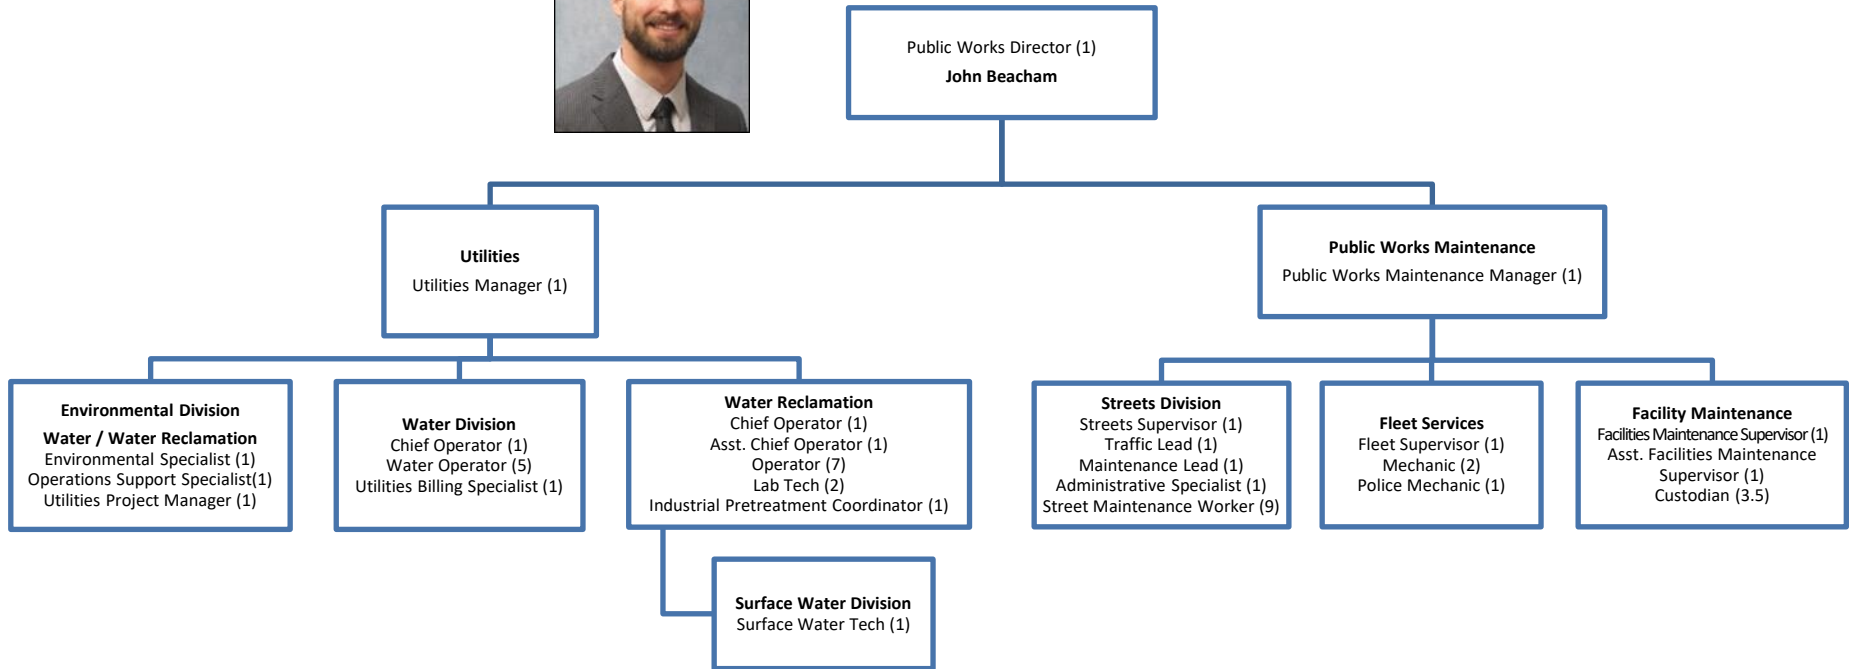 Public Works Director (1)
John Beacham
Utilities
Utilities Manager (1)
Public Works Maintenance
Public Works Maintenance Manager (1)
Environmental Division
Water / Water Reclamation
Environmental Specialist (1)
Operations Support Specialist(1)
Utilities Project Manager (1)
Water Division
Chief Operator (1)
Water Operator (5)
Utilities Billing Specialist (1)
Water Reclamation
Chief Operator (1)
Asst. Chief Operator (1)
Operator (7)
Lab Tech (2)
Industrial Pretreatment Coordinator (1)
Surface Water Division
Surface Water Tech (1)
Streets Division
Streets Supervisor (1)
Traffic Lead (1)
Maintenance Lead (1)
Administrative Specialist (1)
Street Maintenance Worker (9)
Fleet Services
Fleet Supervisor (1)
Mechanic (2)
Police Mechanic (1)
Facility Maintenance
Facilities Maintenance Supervisor (1)
Asst. Facilities Maintenance
Supervisor (1)
Custodian (3.5)